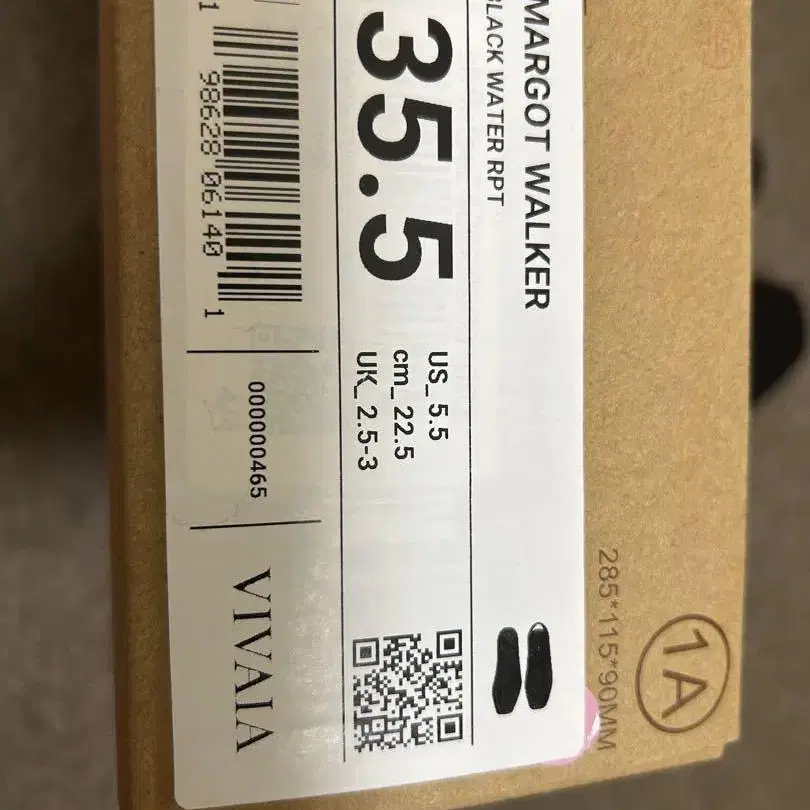 MARGOT WALKER
BLACK WATER RPT
35.5
US_ 5.5
cm_ 22.5
UK_ 2.5-3
1 98628 06140 1
000000465
VIVAIA
285*115*90MM
1A